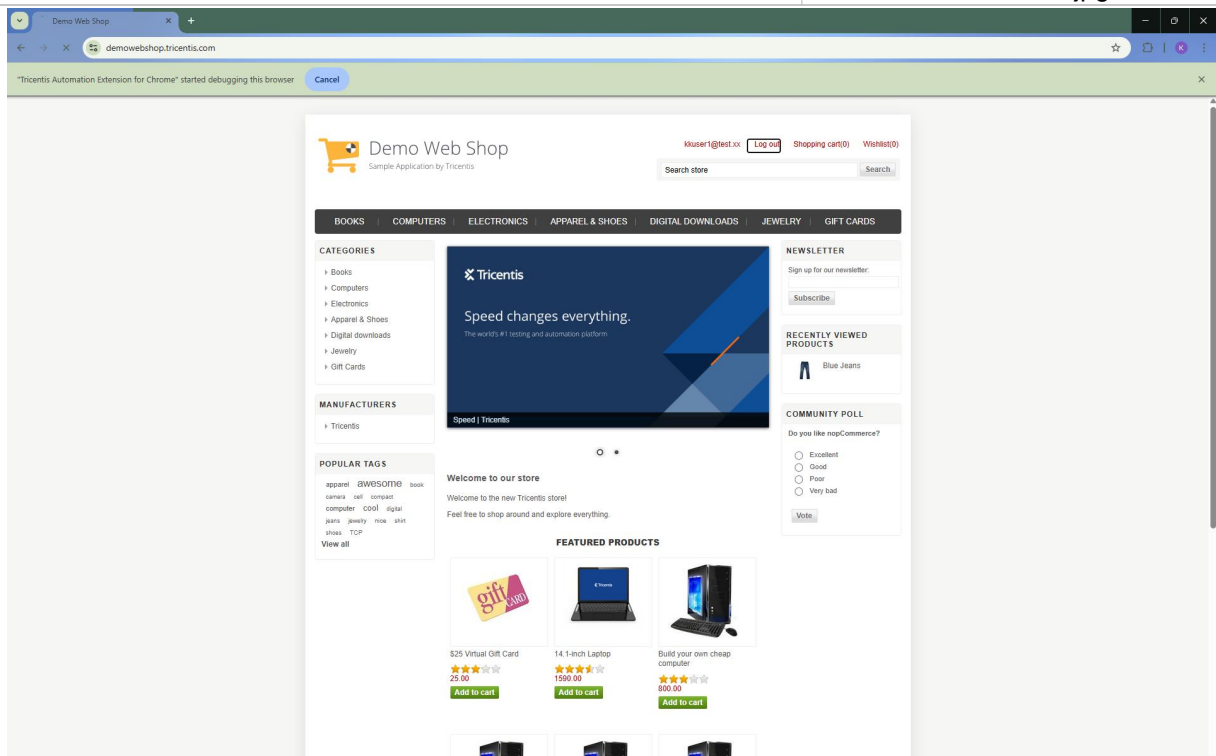 Demo Web Shop
demowebshop.tricentis.com
K
"Tricentis Automation Extension for Chrome" started debugging this browser Cancel
Demo Web Shop
Sample Application by Tricentis
kkuser1@test.xx Log out Shopping cart(0) Wishlist(0)
Search store Search
BOOKS COMPUTERS ELECTRONICS APPAREL & SHOES DIGITAL DOWNLOADS JEWELRY GIFT CARDS
CATEGORIES
Books
Computers
Electronics
Apparel & Shoes
Digital downloads
Jewelry
Gift Cards
MANUFACTURERS
Tricentis
POPULAR TAGS
apparel awesome book
camera cell compact
computer cool digital
jeans jewelry nice shirt
shoes TCP
View all
Tricentis
Speed changes everything.
The world's #1 testing and automation platform
Speed | Tricentis
Welcome to our store
Welcome to the new Tricentis store!
Feel free to shop around and explore everything.
FEATURED PRODUCTS
gift CARD
Tricentis
$25 Virtual Gift Card
25.00
Add to cart
14.1-inch Laptop
1590.00
Add to cart
Build your own cheap
computer
800.00
Add to cart
NEWSLETTER
Sign up for our newsletter:
Subscribe
RECENTLY VIEWED
PRODUCTS
Blue Jeans
COMMUNITY POLL
Do you like nopCommerce?
Excellent
Good
Poor
Very bad
Vote